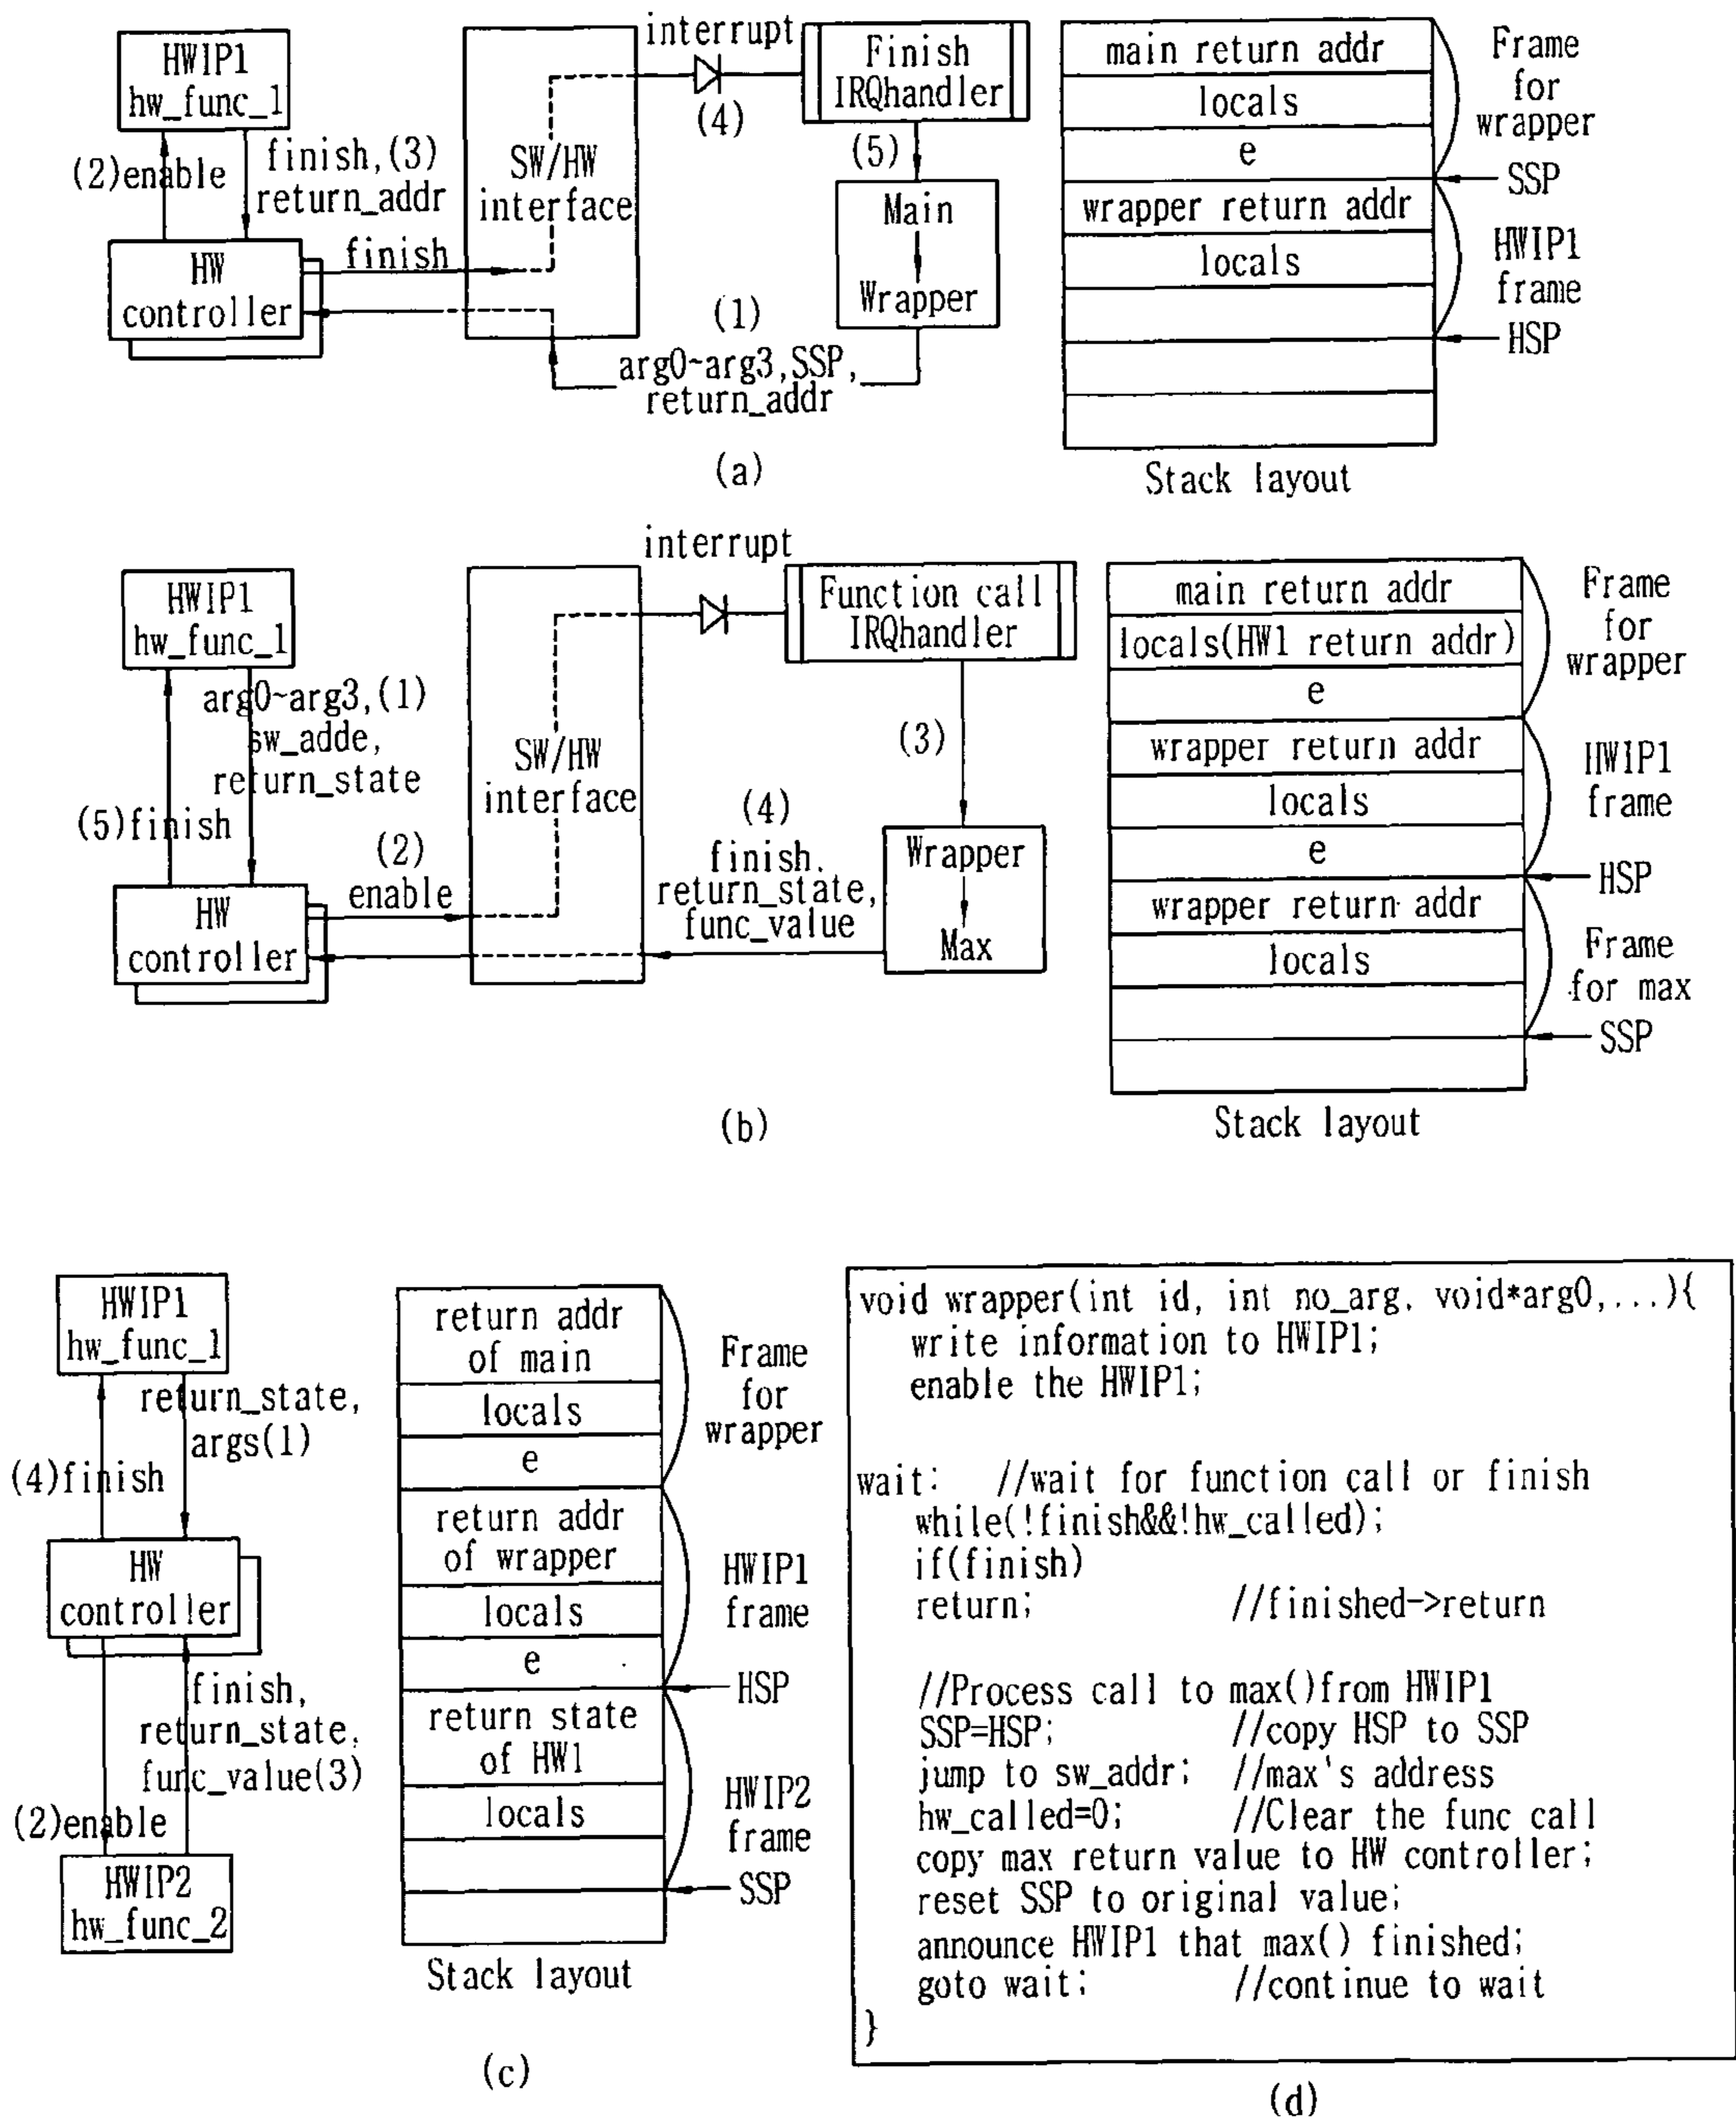 HWIP1
hw_func_1
(2)enable
finish,(3)
return_addr
HW
controller
finish
SW/HW
interface
interrupt
(4)
Finish
IRQhandler
(5)
Main
Wrapper
(1)
arg0~arg3,SSP,
return_addr
main return addr
locals
e
wrapper return addr
locals
Frame
for
wrapper
SSP
HWIP1
frame
HSP
Stack layout
(a)
HWIP1
hw_func_1
arg0~arg3,(1)
sw_adde,
return_state
(5)finish
HW
controller
(2)
enable
SW/HW
interface
interrupt
Function call
IRQhandler
(3)
Wrapper
Max
(4)
finish.
return_state,
func_value
main return addr
locals(HW1 return addr)
e
wrapper return addr
locals
e
wrapper return addr
locals
Frame
for
wrapper
HWIP1
frame
HSP
Frame
for max
SSP
Stack layout
(b)
HWIP1
hw_func_1
return_state,
args(1)
(4)finish
HW
controller
finish,
return_state,
func_value(3)
(2)enable
HWIP2
hw_func_2
return addr
of main
locals
e
return addr
of wrapper
locals
e
return state
of HW1
locals
Frame
for
wrapper
HWIP1
frame
HSP
HWIP2
frame
SSP
Stack layout
(c)
void wrapper(int id, int no_arg. void*arg0,...){
write information to HWIP1;
enable the HWIP1;
wait: //wait for function call or finish
while(!finish&&!hw_called);
if(finish)
return; //finished->return
//Process call to max()from HWIP1
SSP=HSP; //copy HSP to SSP
jump to sw_addr; //max's address
hw_called=0; //Clear the func call
copy max return value to HW controller;
reset SSP to original value;
announce HWIP1 that max() finished;
goto wait; //continue to wait
}
(d)